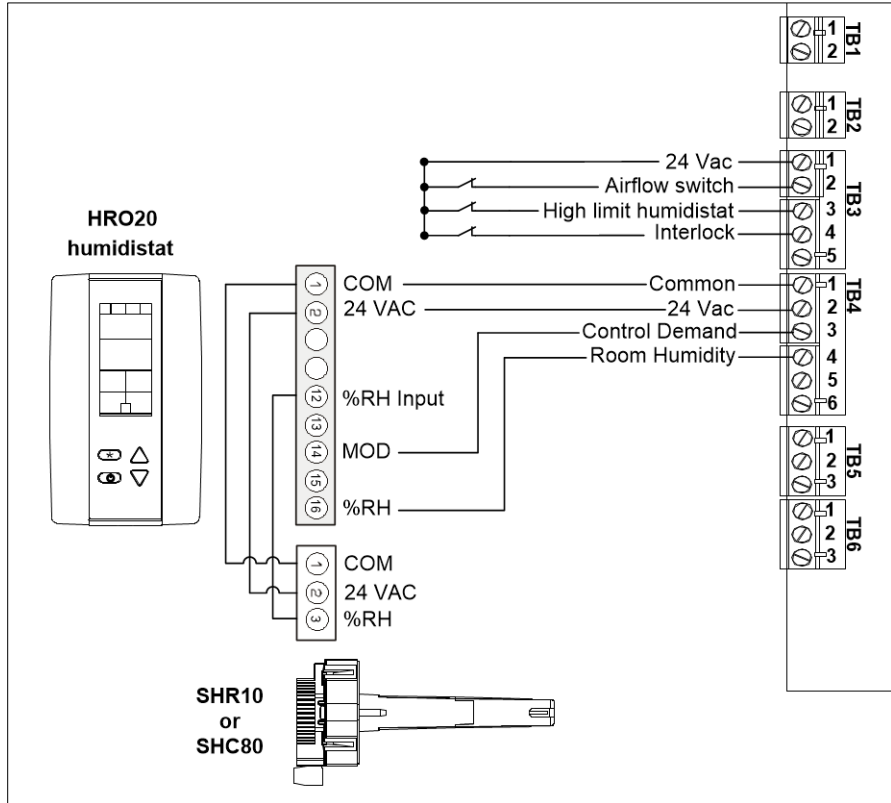 HRO20
humidistat
1
2
12
13
14
15
16
COM
24 VAC
%RH Input
MOD
%RH
1
2
3
COM
24 VAC
%RH
SHR10
or
SHC80
24 Vac
Airflow switch
High limit humidistat
Interlock
Common
24 Vac
Control Demand
Room Humidity
1
2
TB1
1
2
TB2
1
2
3
4
5
TB3
1
2
3
4
5
6
TB4
1
2
3
TB5
1
2
3
TB6